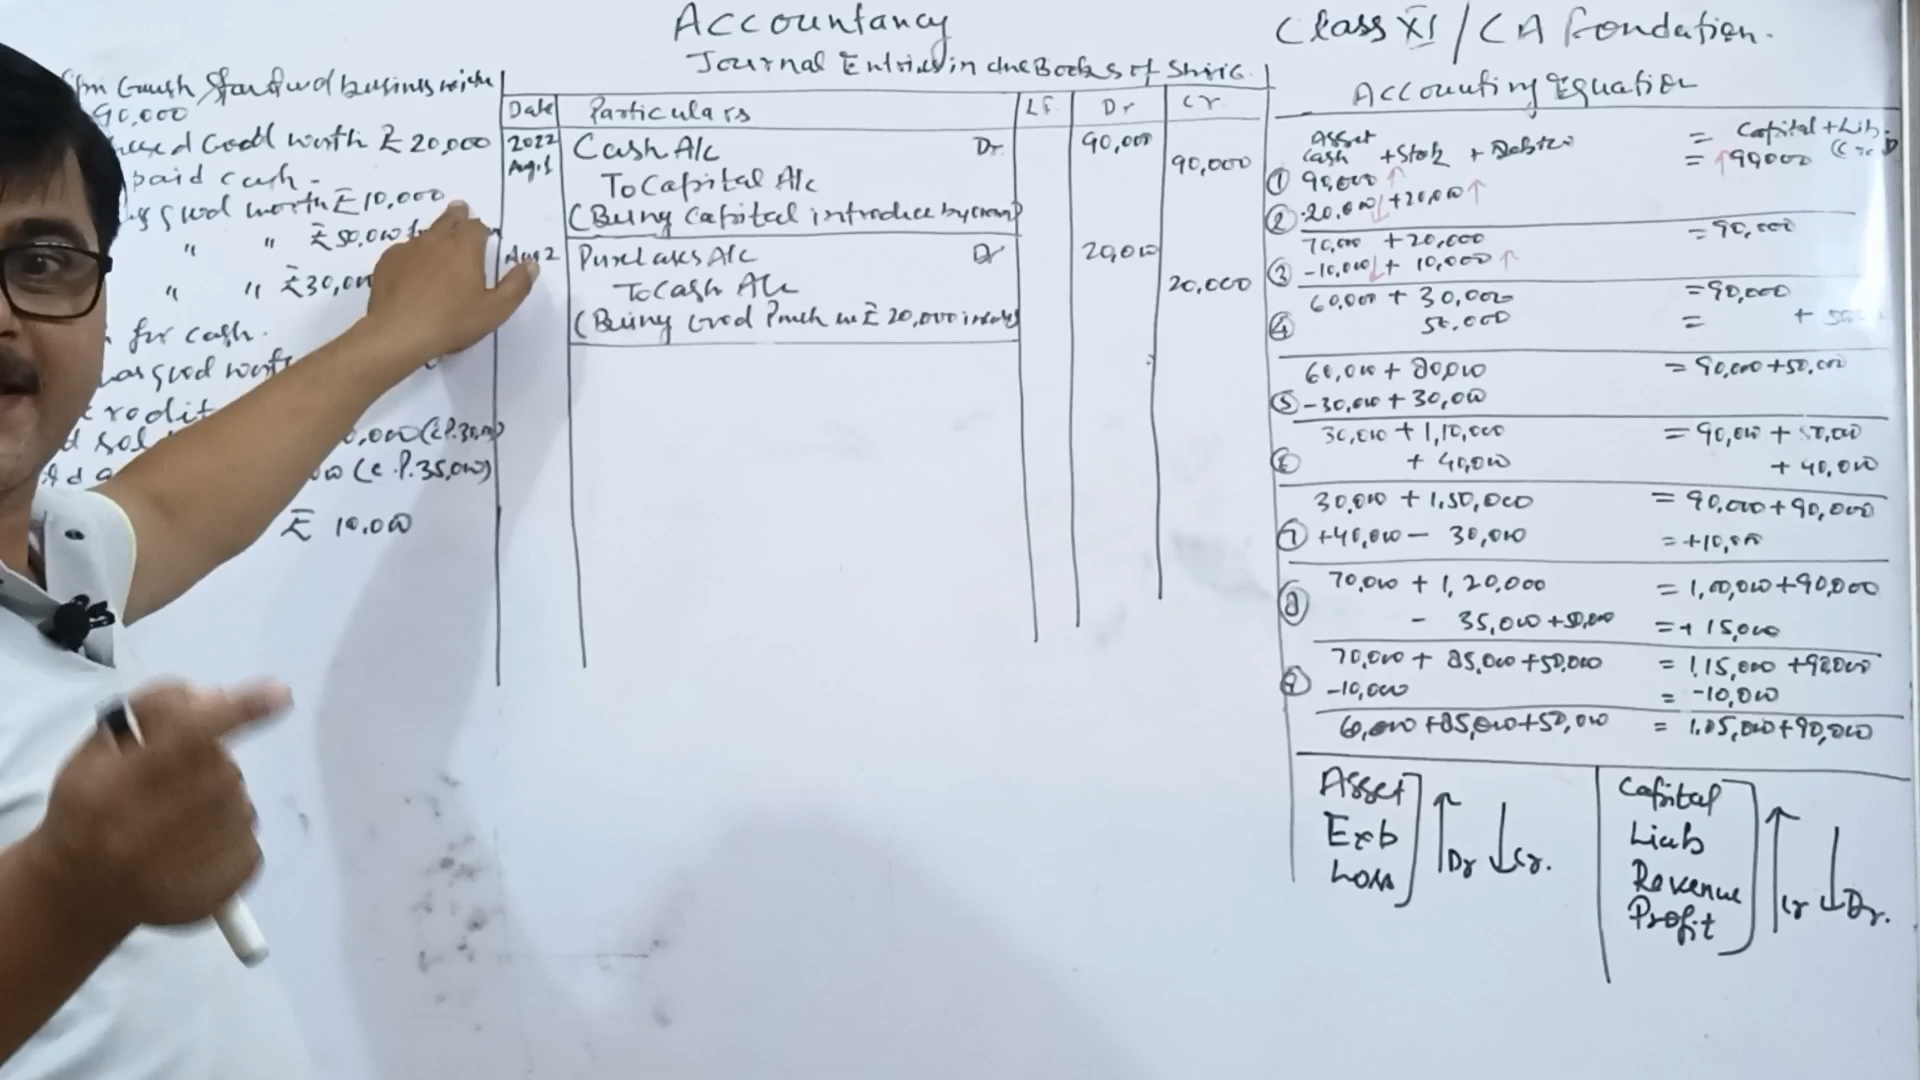 Accountancy
Class XI / CA Foundation.
Journal Entries in the Books of
Started business with
90,000
Good worth ₹ 20,000
paid cash.
good worth ₹ 10,000
" " ₹ 50,000
" " ₹ 30,000
for cash.
good
credit
sold ,000 (C.P. 30,000)
(C.P. 35,000)
₹ 10,000
Date Particulars L.F. Dr Cr.
2022 Aug. 1 Cash A/c Dr. 90,000
To Capital A/c 90,000
(Being Capital introduce by
Aug 2 Purchases A/c Dr 20,000
To Cash A/c 20,000
(Being Good Purch ₹ 20,000 in
Accounting Equation
Asset = Capital + Lib.
Cash + Stock + Debtor
① 90,000 ↑ = ↑ 90,000
② -20,000 ↓ + 20,000 ↑
70,000 + 20,000 = 90,000
③ -10,000 ↓ + 10,000 ↑
60,000 + 30,000 = 90,000
④ 50,000 = +
60,000 + 80,000 = 90,000 + 50,000
⑤ - 30,000 + 30,000
30,000 + 1,10,000 = 90,000 + 50,000
⑥ + 40,000 + 40,000
30,000 + 1,50,000 = 90,000 + 90,000
⑦ +40,000 - 30,000 = +10,000
70,000 + 1,20,000 = 1,00,000 + 90,000
⑧ - 35,000 + 50,000 = + 15,000
70,000 + 85,000 + 50,000 = 1,15,000 + 90,000
⑨ -10,000 = -10,000
60,000 + 85,000 + 50,000 = 1,05,000 + 90,000
Asset
Exp
Loss
↑ Dr ↓ Cr.
Capital
Liab
Revenue
Profit
↑ Cr ↓ Dr.